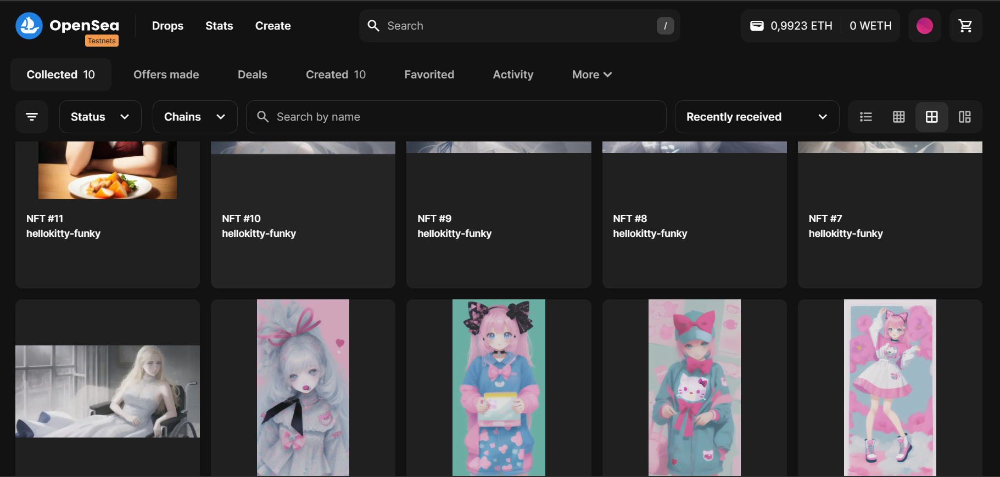 OpenSea
Testnets
Drops
Stats
Create
Search
/
0,9923 ETH
0 WETH
Collected 10
Offers made
Deals
Created 10
Favorited
Activity
More
Status
Chains
Search by name
Recently received
NFT #11
hellokitty-funky
NFT #10
hellokitty-funky
NFT #9
hellokitty-funky
NFT #8
hellokitty-funky
NFT #7
hellokitty-funky